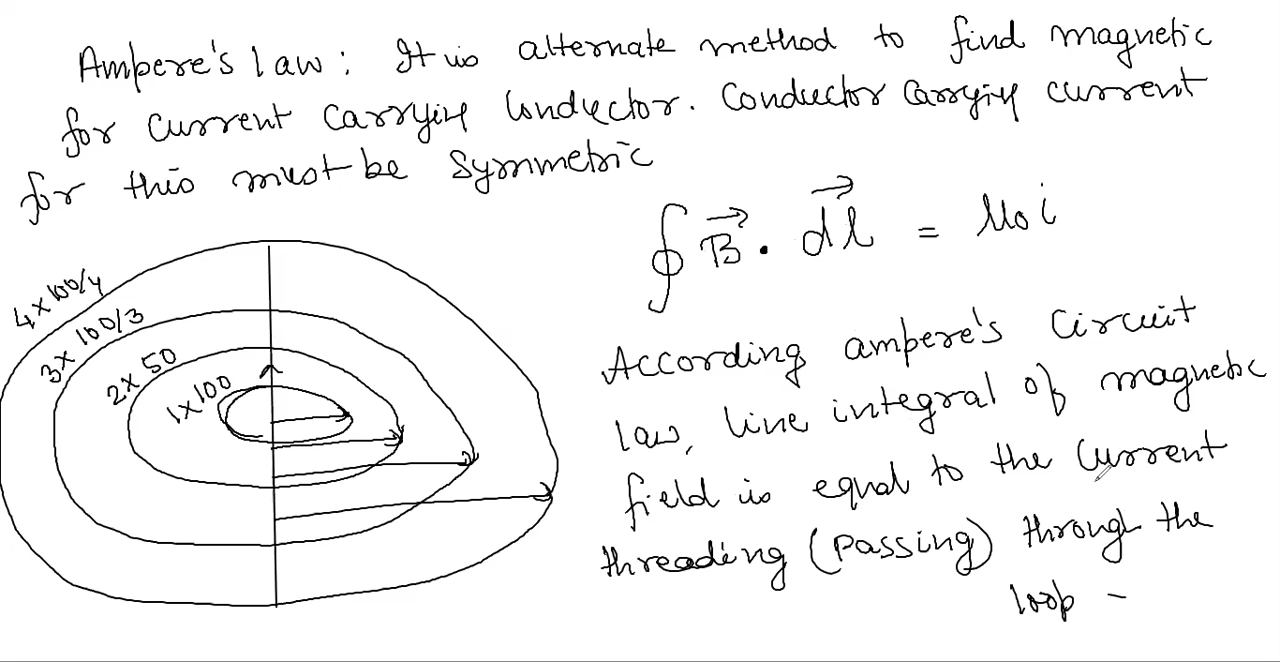 Ampere's law: It is alternate method to find magnetic
for current carrying conductor. Conductor carrying current
for this must be symmetric
∮ B⃗ . d⃗l = μ₀ i
4 x 100/4
3 x 100/3
2 x 50
1 x 100
According ampere's circuit
law, line integral of magnetic
field is equal to the current
threading (passing) through the
loop -